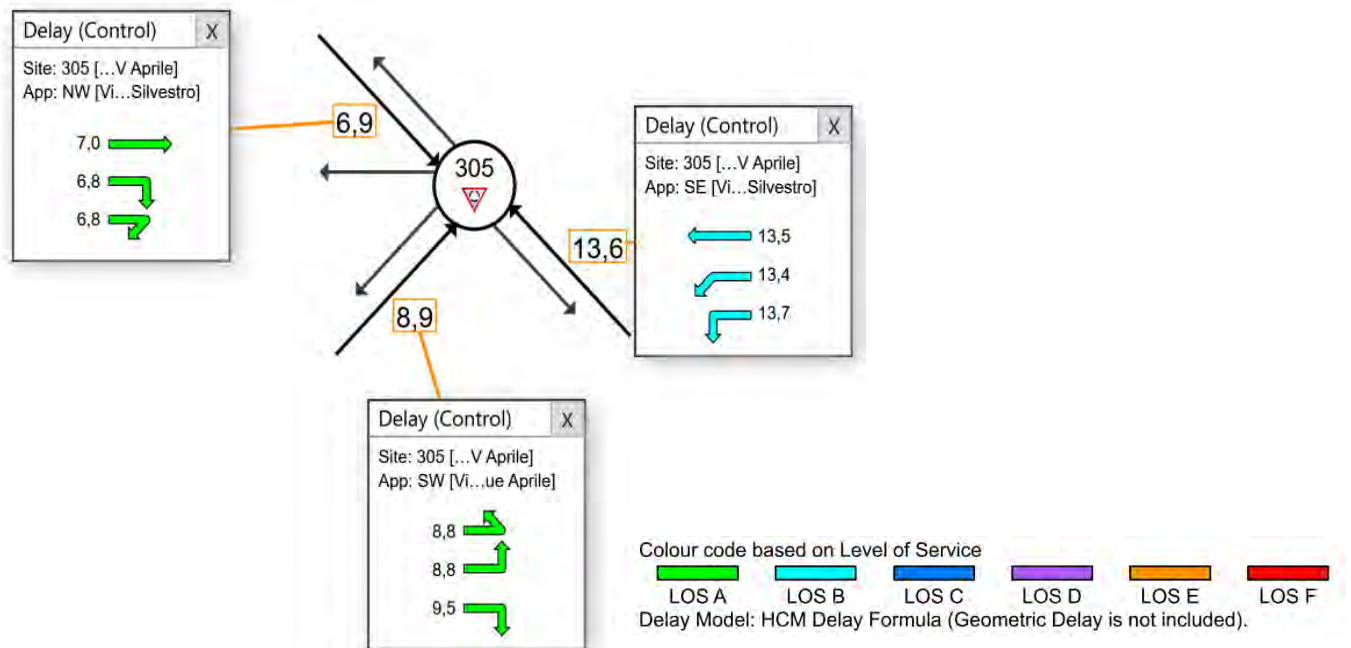 Delay (Control) X
Site: 305 [...V Aprile]
App: NW [Vi...Silvestro]
7,0
6,8
6,8
6,9
305
13,6
8,9
Delay (Control) X
Site: 305 [...V Aprile]
App: SE [Vi...Silvestro]
13,5
13,4
13,7
Delay (Control) X
Site: 305 [...V Aprile]
App: SW [Vi...ue Aprile]
8,8
8,8
9,5
Colour code based on Level of Service
LOS A LOS B LOS C LOS D LOS E LOS F
Delay Model: HCM Delay Formula (Geometric Delay is not included).